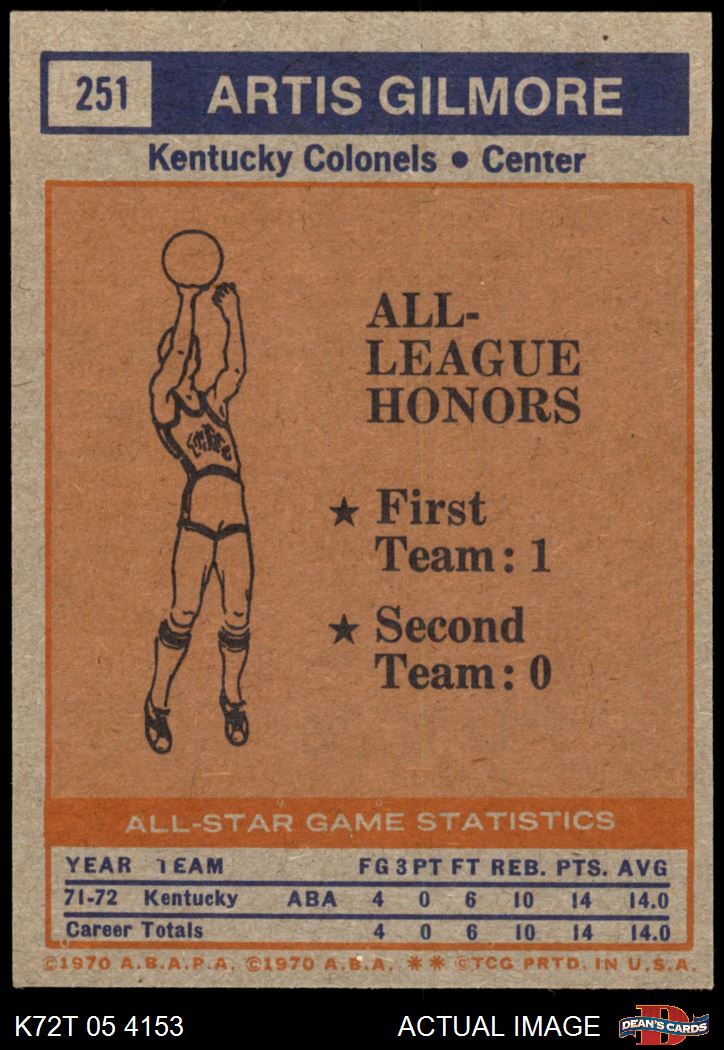 251 ARTIS GILMORE
Kentucky Colonels • Center
ALL-
LEAGUE
HONORS
★ First
Team: 1
★ Second
Team: 0
ALL-STAR GAME STATISTICS
YEAR TEAM FG 3PT FT REB. PTS. AVG
71-72 Kentucky ABA 4 0 6 10 14 14.0
Career Totals 4 0 6 10 14 14.0
©1970 A.B.A.P.A. ©1970 A.B.A. ** ©TCG PRTD. IN U.S.A.
K72T 05 4153 ACTUAL IMAGE DEAN'S CARDS